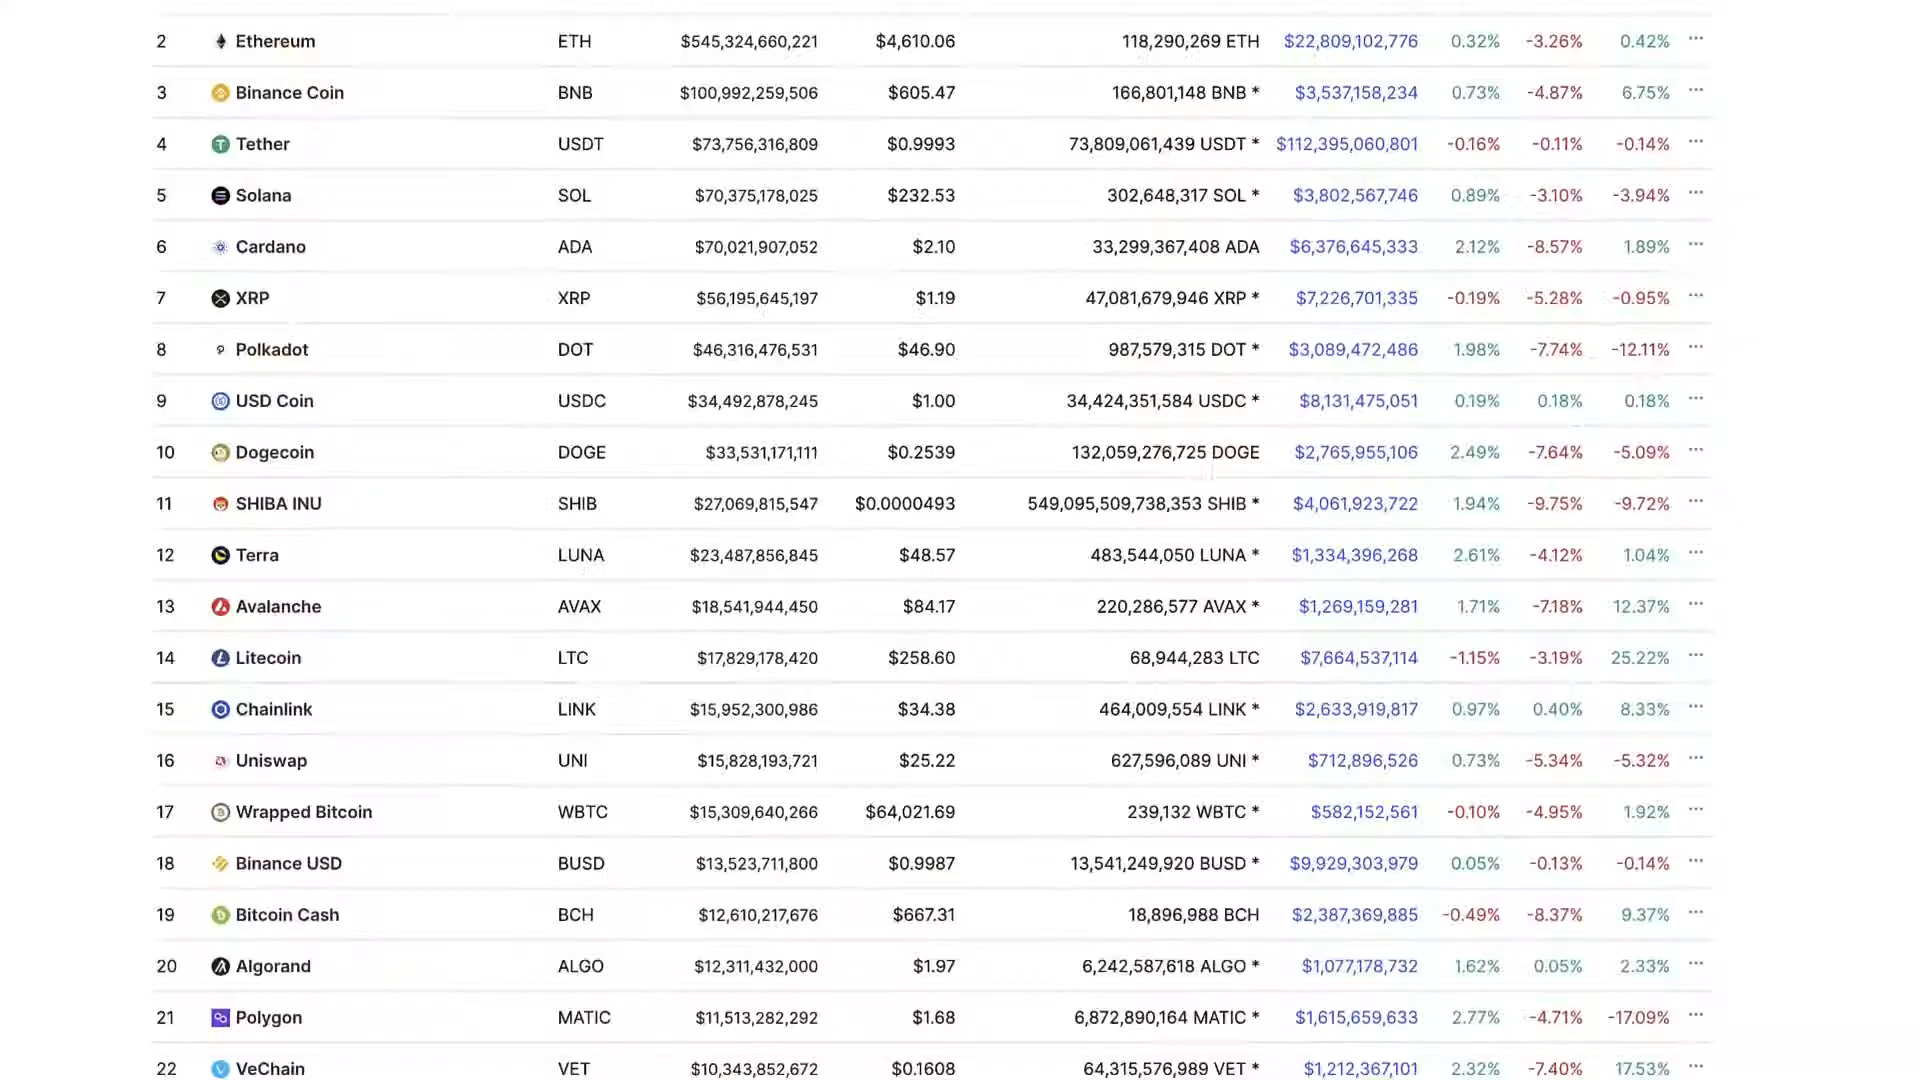 2 Ethereum ETH $545,324,660,221 $4,610.06 118,290,269 ETH $22,809,102,776 0.32% -3.26% 0.42% ...
3 Binance Coin BNB $100,992,259,506 $605.47 166,801,148 BNB * $3,537,158,234 0.73% -4.87% 6.75% ...
4 Tether USDT $73,756,316,809 $0.9993 73,809,061,439 USDT * $112,395,060,801 -0.16% -0.11% -0.14% ...
5 Solana SOL $70,375,178,025 $232.53 302,648,317 SOL * $3,802,567,746 0.89% -3.10% -3.94% ...
6 Cardano ADA $70,021,907,052 $2.10 33,299,367,408 ADA $6,376,645,333 2.12% -8.57% 1.89% ...
7 XRP XRP $56,195,645,197 $1.19 47,081,679,946 XRP * $7,226,701,335 -0.19% -5.28% -0.95% ...
8 Polkadot DOT $46,316,476,531 $46.90 987,579,315 DOT * $3,089,472,486 1.98% -7.74% -12.11% ...
9 USD Coin USDC $34,492,878,245 $1.00 34,424,351,584 USDC * $8,131,475,051 0.19% 0.18% 0.18% ...
10 Dogecoin DOGE $33,531,171,111 $0.2539 132,059,276,725 DOGE $2,765,955,106 2.49% -7.64% -5.09% ...
11 SHIBA INU SHIB $27,069,815,547 $0.0000493 549,095,509,738,353 SHIB * $4,061,923,722 1.94% -9.75% -9.72% ...
12 Terra LUNA $23,487,856,845 $48.57 483,544,050 LUNA * $1,334,396,268 2.61% -4.12% 1.04% ...
13 Avalanche AVAX $18,541,944,450 $84.17 220,286,577 AVAX * $1,269,159,281 1.71% -7.18% 12.37% ...
14 Litecoin LTC $17,829,178,420 $258.60 68,944,283 LTC $7,664,537,114 -1.15% -3.19% 25.22% ...
15 Chainlink LINK $15,952,300,986 $34.38 464,009,554 LINK * $2,633,919,817 0.97% 0.40% 8.33% ...
16 Uniswap UNI $15,828,193,721 $25.22 627,596,089 UNI * $712,896,526 0.73% -5.34% -5.32% ...
17 Wrapped Bitcoin WBTC $15,309,640,266 $64,021.69 239,132 WBTC * $582,152,561 -0.10% -4.95% 1.92% ...
18 Binance USD BUSD $13,523,711,800 $0.9987 13,541,249,920 BUSD * $9,929,303,979 0.05% -0.13% -0.14% ...
19 Bitcoin Cash BCH $12,610,217,676 $667.31 18,896,988 BCH $2,387,369,885 -0.49% -8.37% 9.37% ...
20 Algorand ALGO $12,311,432,000 $1.97 6,242,587,618 ALGO * $1,077,178,732 1.62% 0.05% 2.33% ...
21 Polygon MATIC $11,513,282,292 $1.68 6,872,890,164 MATIC * $1,615,659,633 2.77% -4.71% -17.09% ...
22 VeChain VET $10,343,852,672 $0.1608 64,315,576,989 VET * $1,212,367,101 2.32% -7.40% 17.53% ...